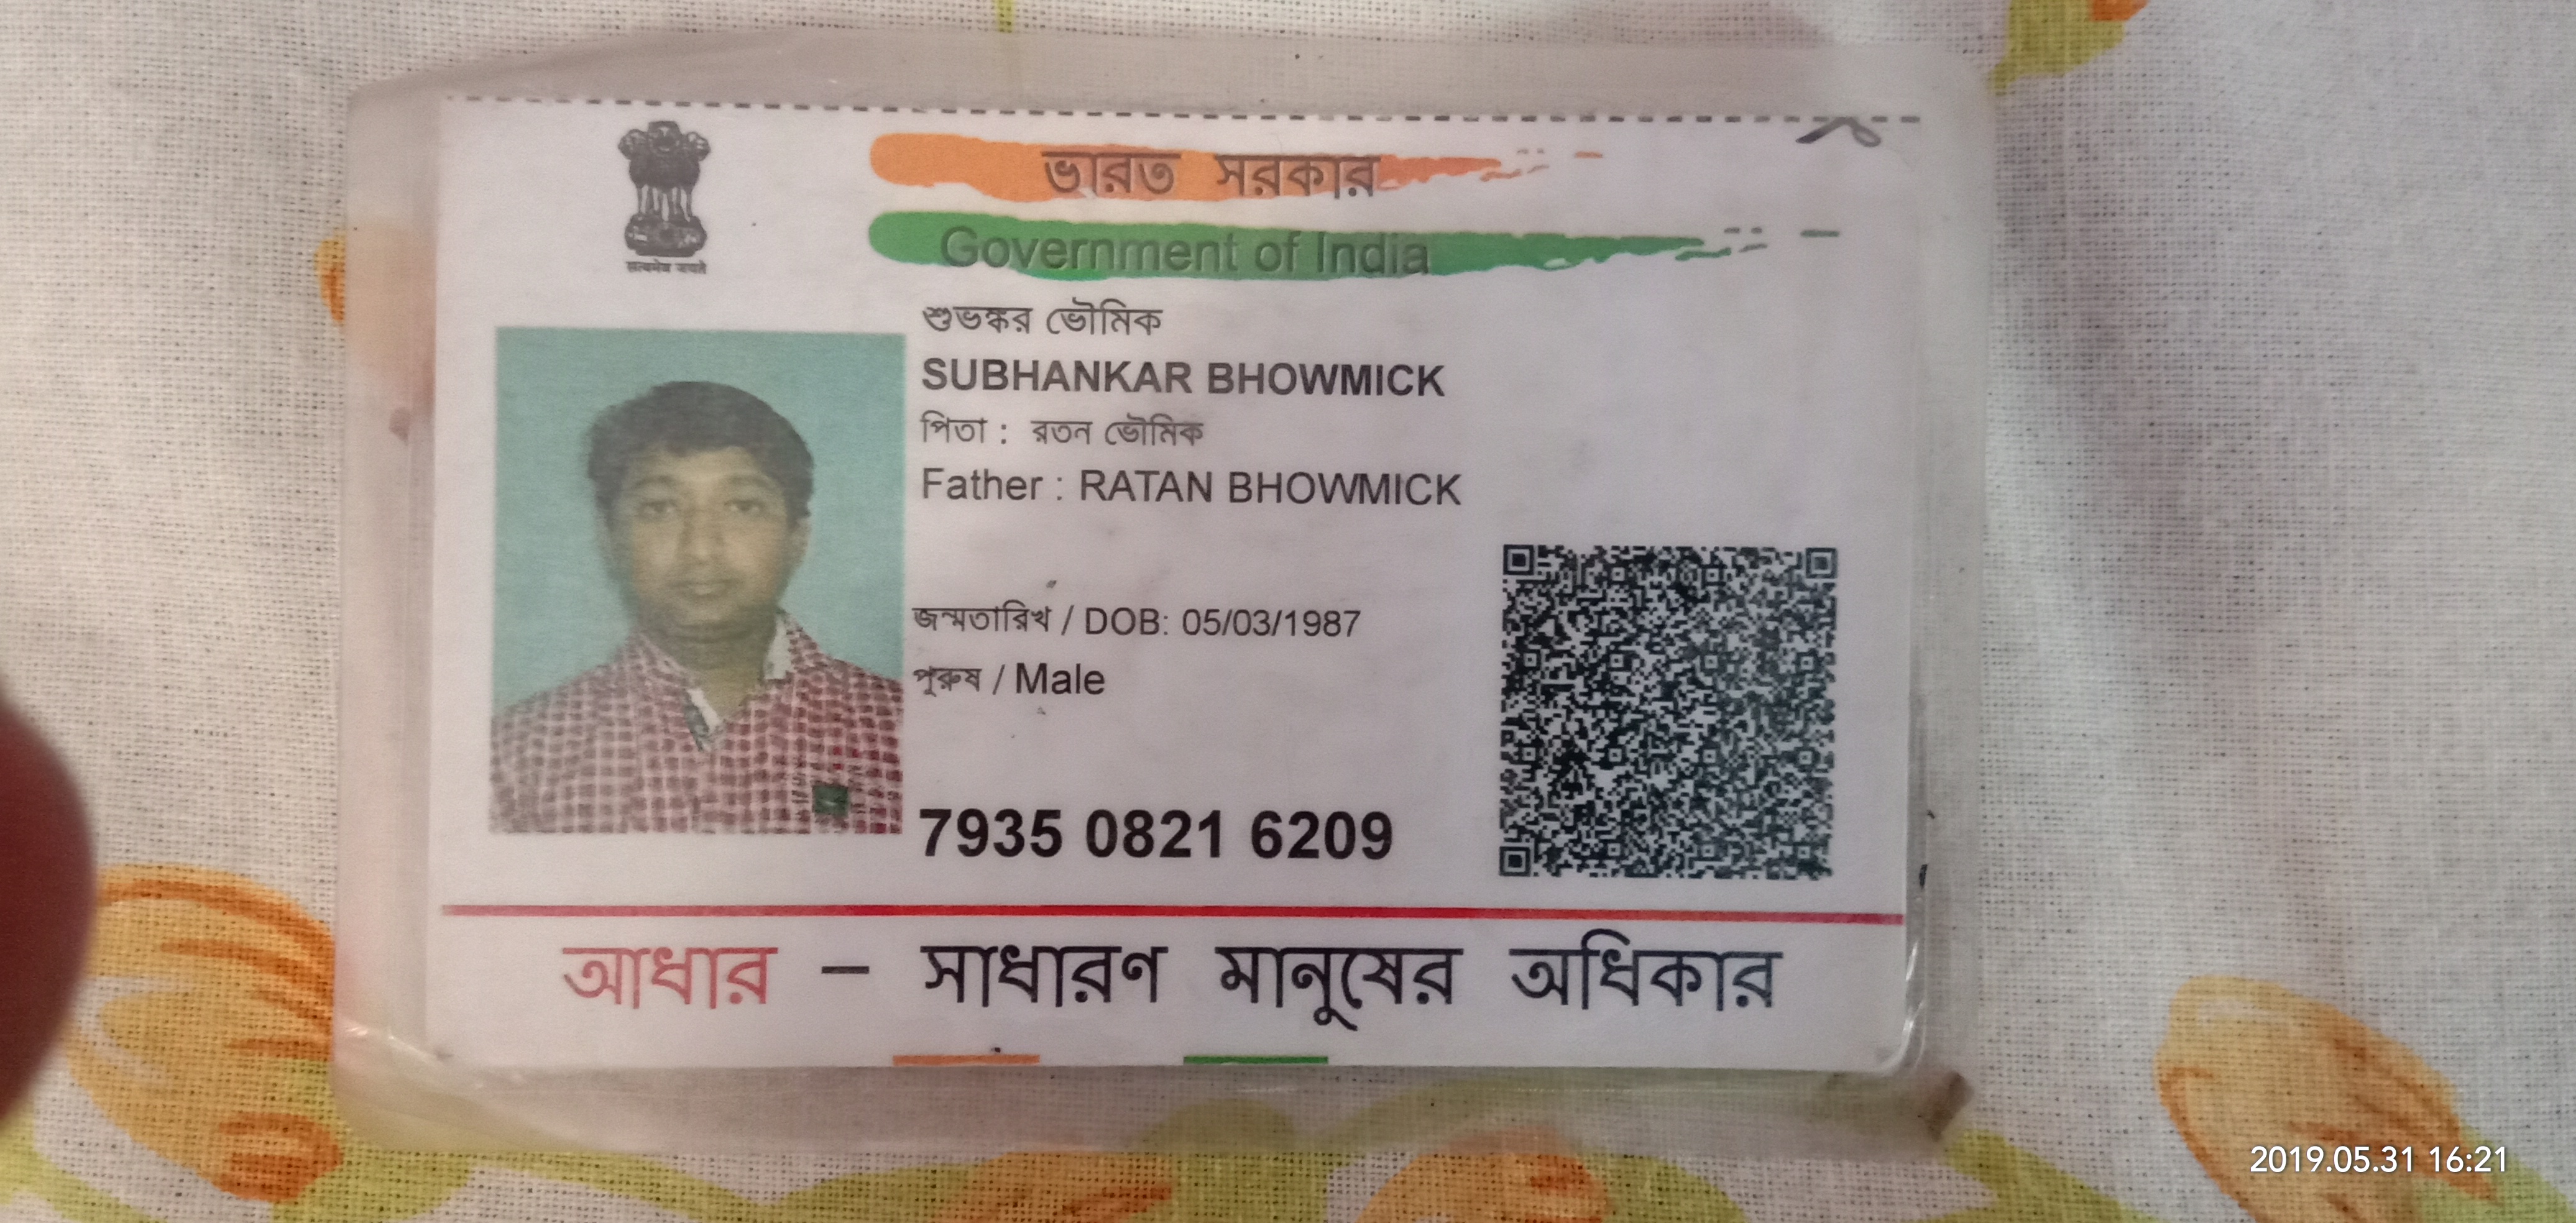 ভারত সরকার
Government of India
सत्यमेव जयते
শুভঙ্কর ভৌমিক
SUBHANKAR BHOWMICK
পিতা : রতন ভৌমিক
Father : RATAN BHOWMICK
জন্মতারিখ / DOB: 05/03/1987
পুরুষ / Male
7935 0821 6209
আধার – সাধারণ মানুষের অধিকার
2019.05.31 16:21